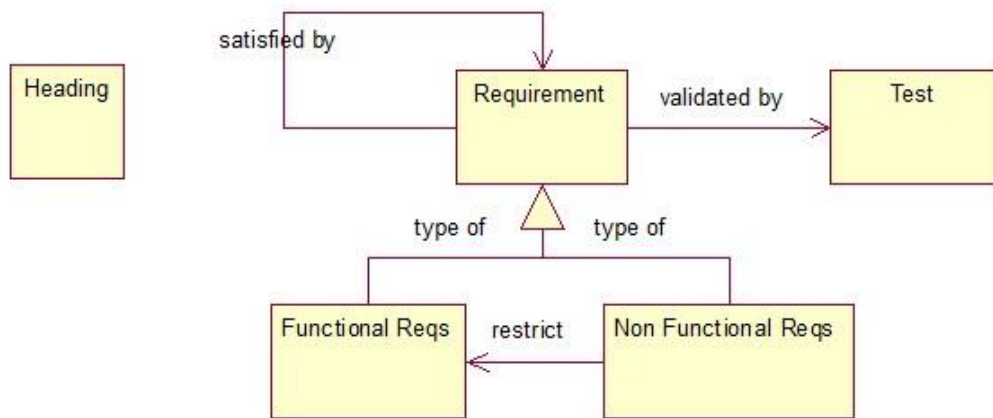 satisfied by
Heading
Requirement
validated by
Test
type of
type of
Functional Reqs
restrict
Non Functional Reqs